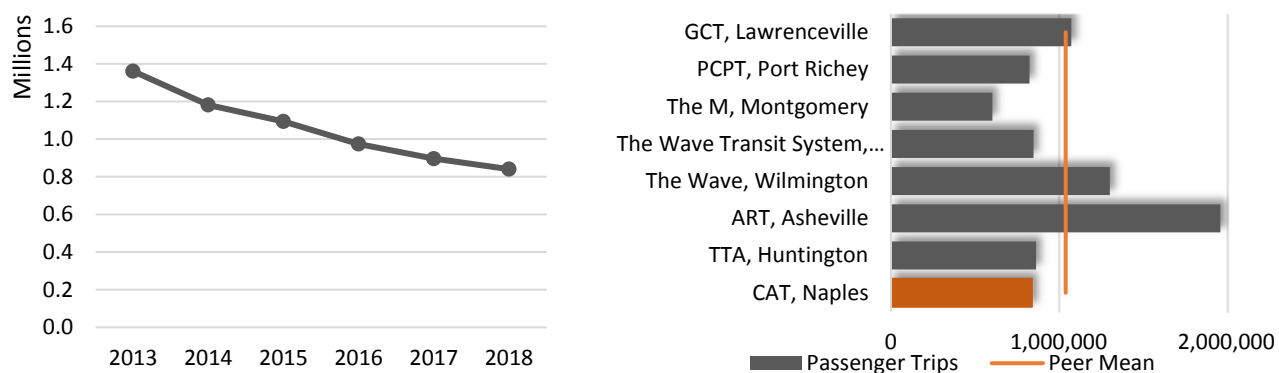 Millions
1.6
1.4
1.2
1.0
0.8
0.6
0.4
0.2
0.0
2013 2014 2015 2016 2017 2018
GCT, Lawrenceville
PCPT, Port Richey
The M, Montgomery
The Wave Transit System,...
The Wave, Wilmington
ART, Asheville
TTA, Huntington
CAT, Naples
0 1,000,000 2,000,000
Passenger Trips Peer Mean